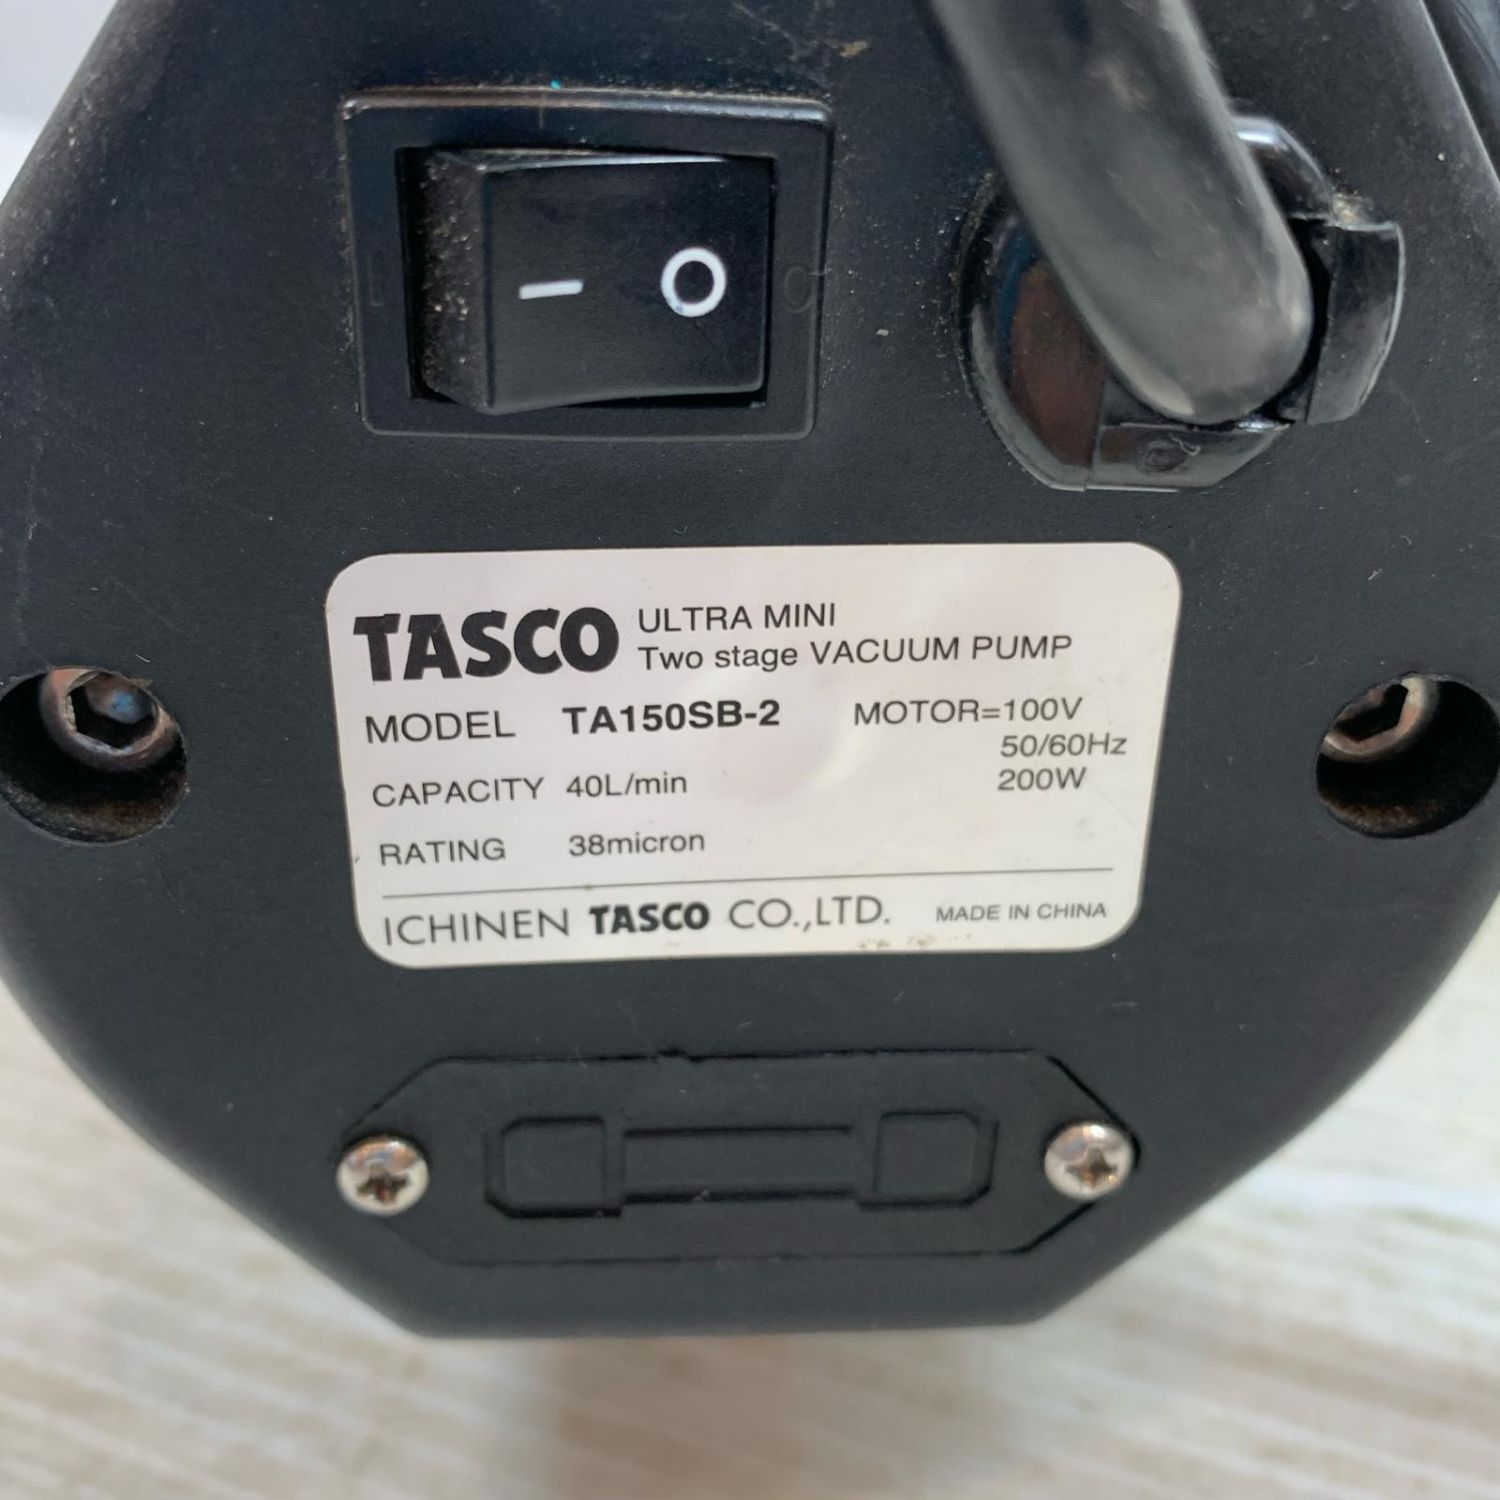 TASCO ULTRA MINI
Two stage VACUUM PUMP
MODEL TA150SB-2 MOTOR=100V
50/60Hz
CAPACITY 40L/min 200W
RATING 38micron
ICHINEN TASCO CO.,LTD. MADE IN CHINA